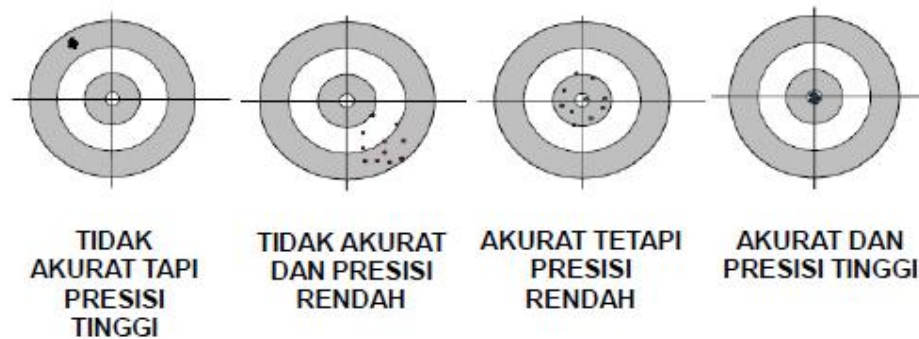 TIDAK
AKURAT TAPI
PRESISI
TINGGI
TIDAK AKURAT
DAN PRESISI
RENDAH
AKURAT TETAPI
PRESISI
RENDAH
AKURAT DAN
PRESISI TINGGI